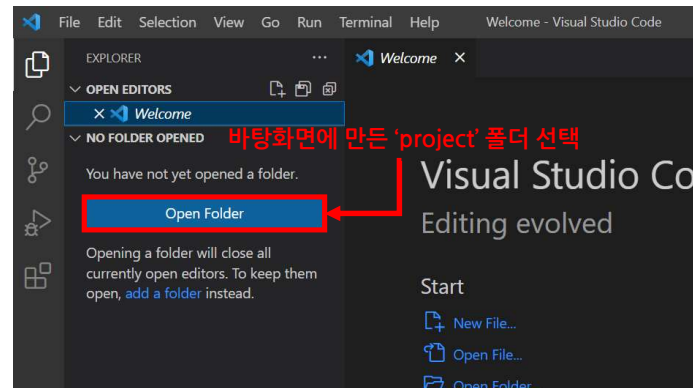 File Edit Selection View Go Run Terminal Help Welcome - Visual Studio Code
EXPLORER
Welcome
OPEN EDITORS
Welcome
NO FOLDER OPENED
바탕화면에 만든 ‘project’ 폴더 선택
You have not yet opened a folder.
Open Folder
Opening a folder will close all
currently open editors. To keep them
open, add a folder instead.
Visual Studio Co
Editing evolved
Start
New File...
Open File...
Open Folder